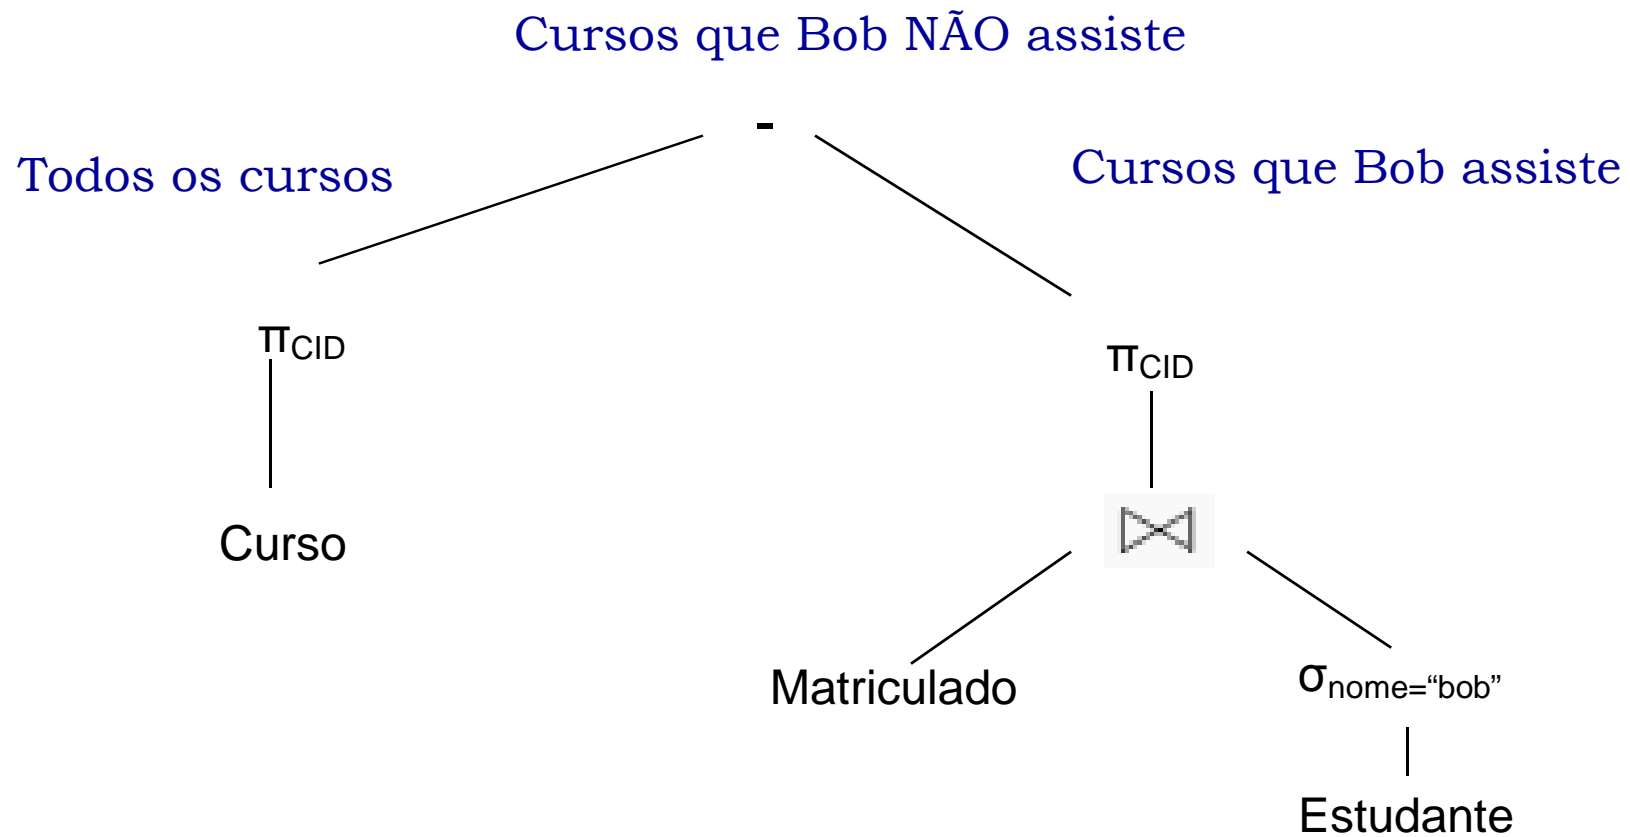 Cursos que Bob NÃO assiste
-
Todos os cursos
Cursos que Bob assiste
πCID
πCID
Curso
⋈
Matriculado
σnome=“bob”
Estudante